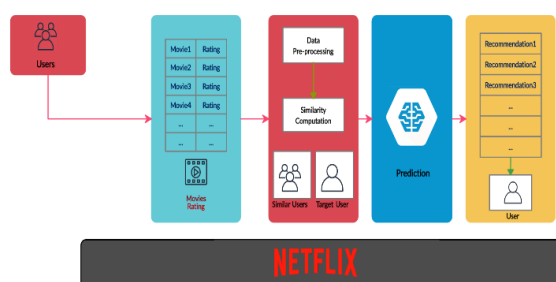 Users
Movie1 Rating
Movie2 Rating
Movie3 Rating
Movie4 Rating
... ...
... ...
Movies
Rating
Data
Pre-processing
Similarity
Computation
Similar Users Target User
Prediction
Recommendation1
Recommendation2
Recommendation3
...
...
...
User
NETFLIX